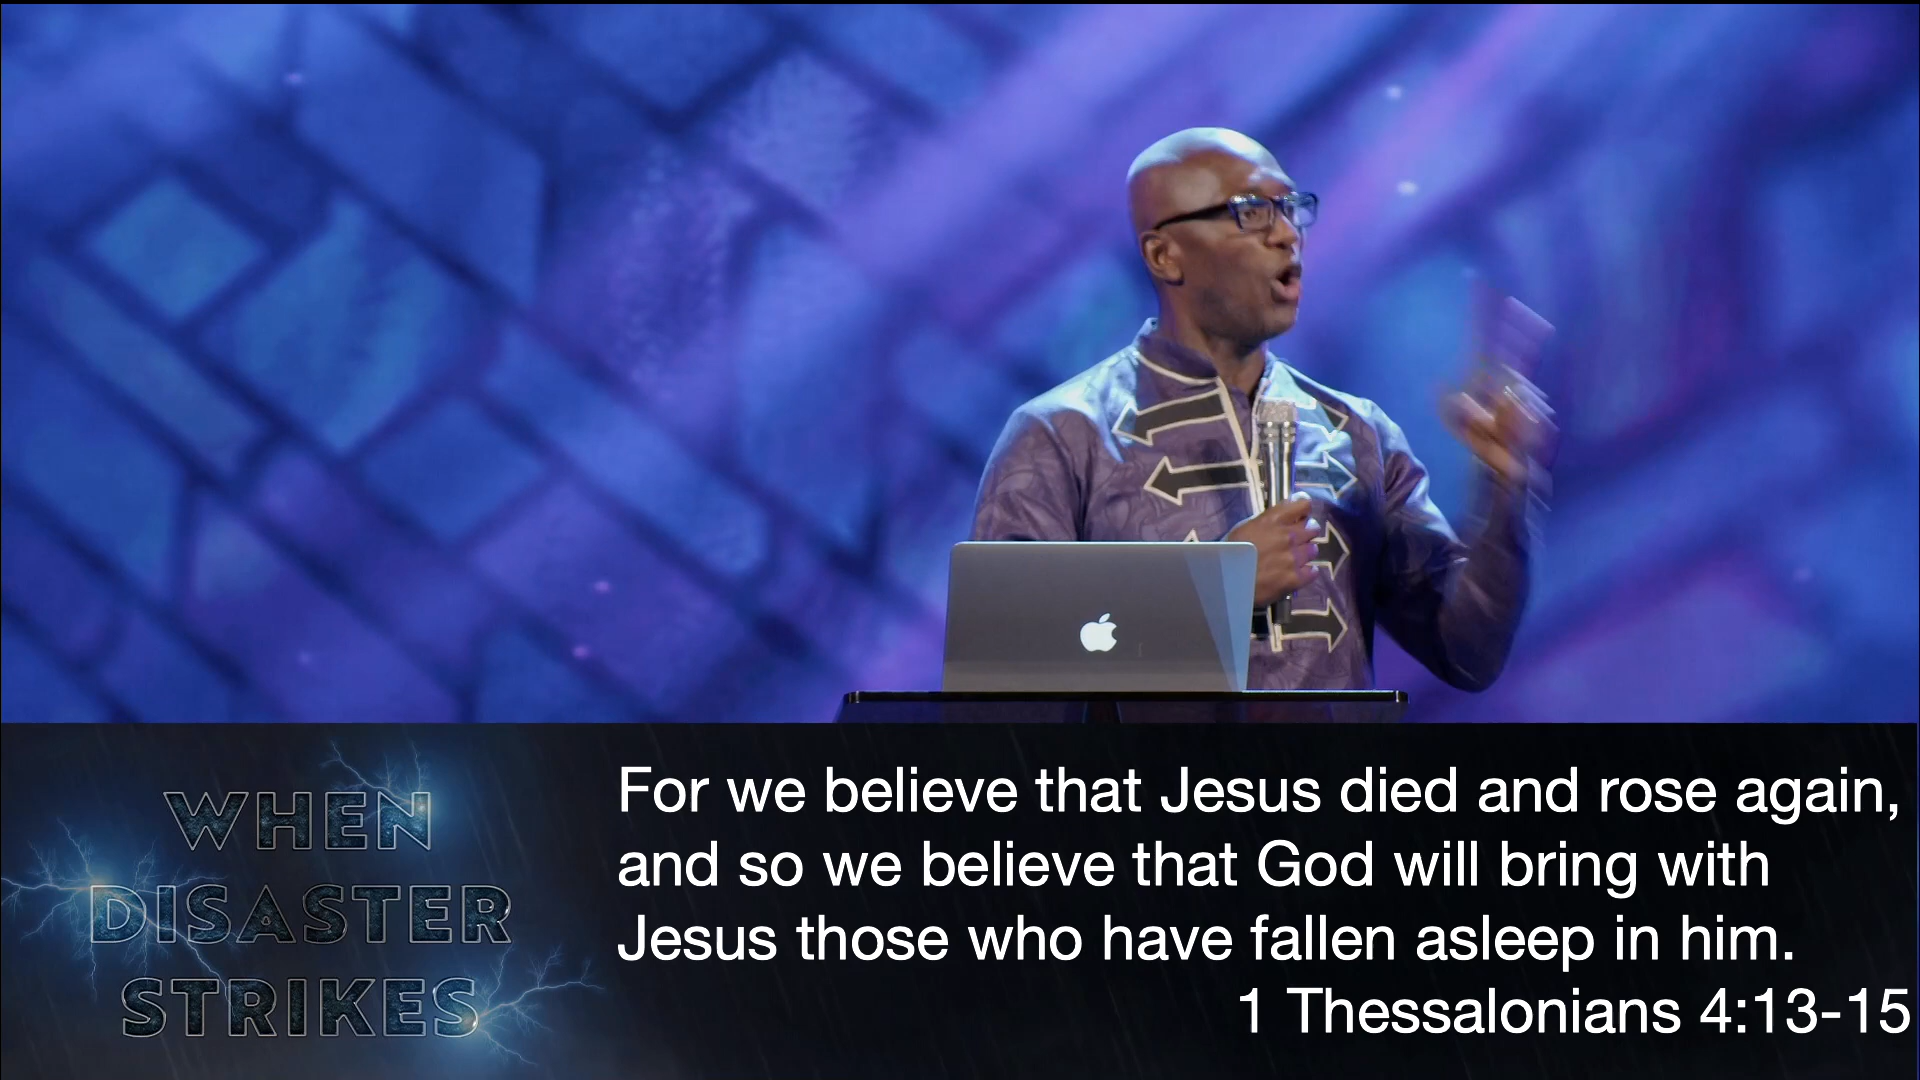 WHEN
DISASTER
STRIKES
For we believe that Jesus died and rose again,
and so we believe that God will bring with
Jesus those who have fallen asleep in him.
1 Thessalonians 4:13-15